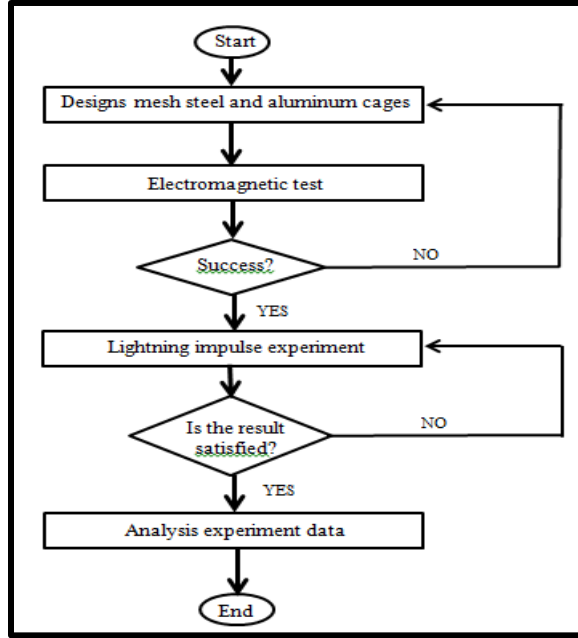 Start
Designs mesh steel and aluminum cages
Electromagnetic test
Success?
NO
YES
Lightning impulse experiment
Is the result
satisfied?
NO
YES
Analysis experiment data
End